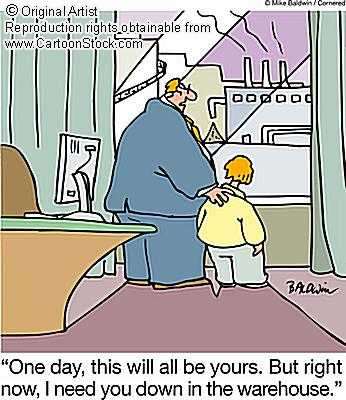 © Mike Baldwin / Cornered
© Original Artist
Reproduction rights obtainable from
www.CartoonStock.com
BALDWIN
“One day, this will all be yours. But right
now, I need you down in the warehouse.”